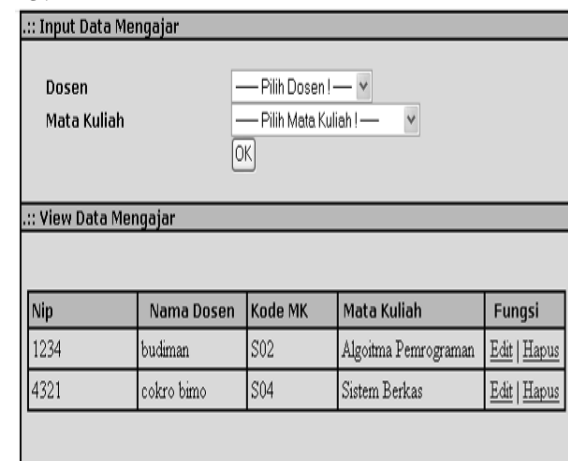 .:: Input Data Mengajar
Dosen —— Pilih Dosen ! ——
Mata Kuliah —— Pilih Mata Kuliah ! ——
OK
.:: View Data Mengajar
Nip Nama Dosen Kode MK Mata Kuliah Fungsi
1234 budiman S02 Algoitma Pemrograman Edit | Hapus
4321 cokro bimo S04 Sistem Berkas Edit | Hapus